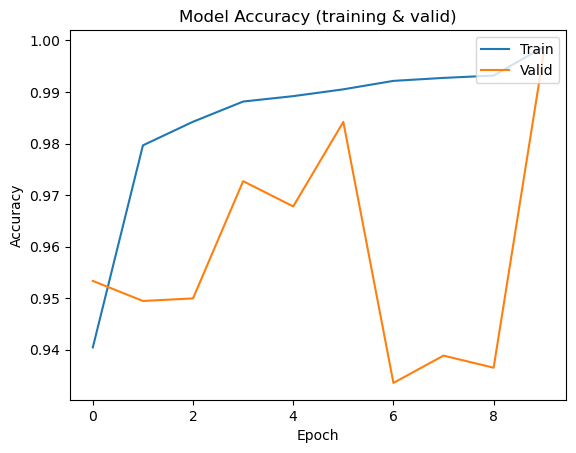 Model Accuracy (training & valid)
Train
Valid
1.00
0.99
0.98
0.97
0.96
0.95
0.94
Accuracy
0
2
4
6
8
Epoch